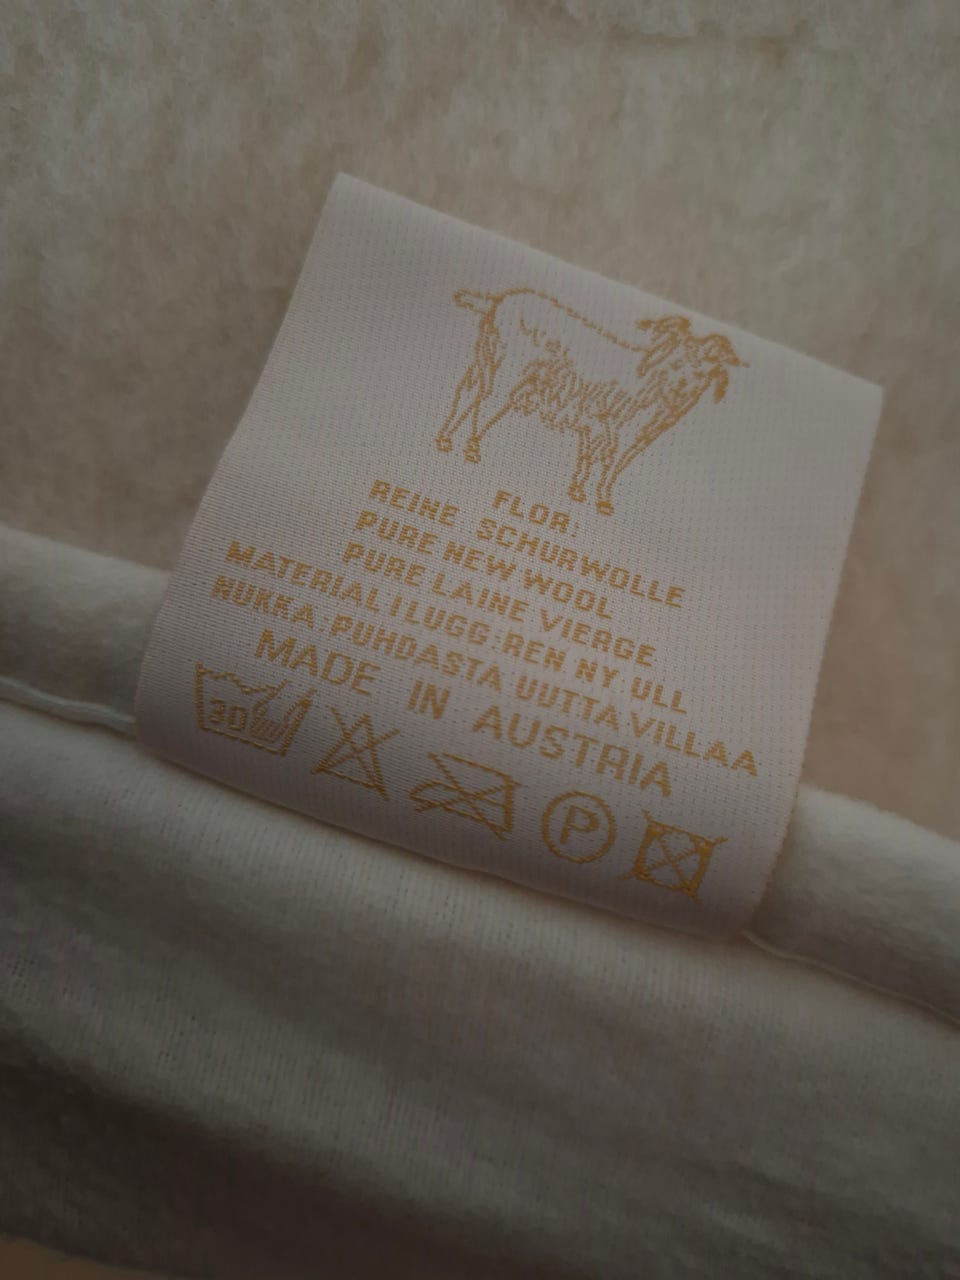 FLOR:
REINE SCHURWOLLE
PURE NEW WOOL
PURE LAINE VIERGE
MATERIAL I LUGG:REN NY ULL
NUKKA:PUHDASTA UUTTA VILLAA
MADE IN AUSTRIA
30
P